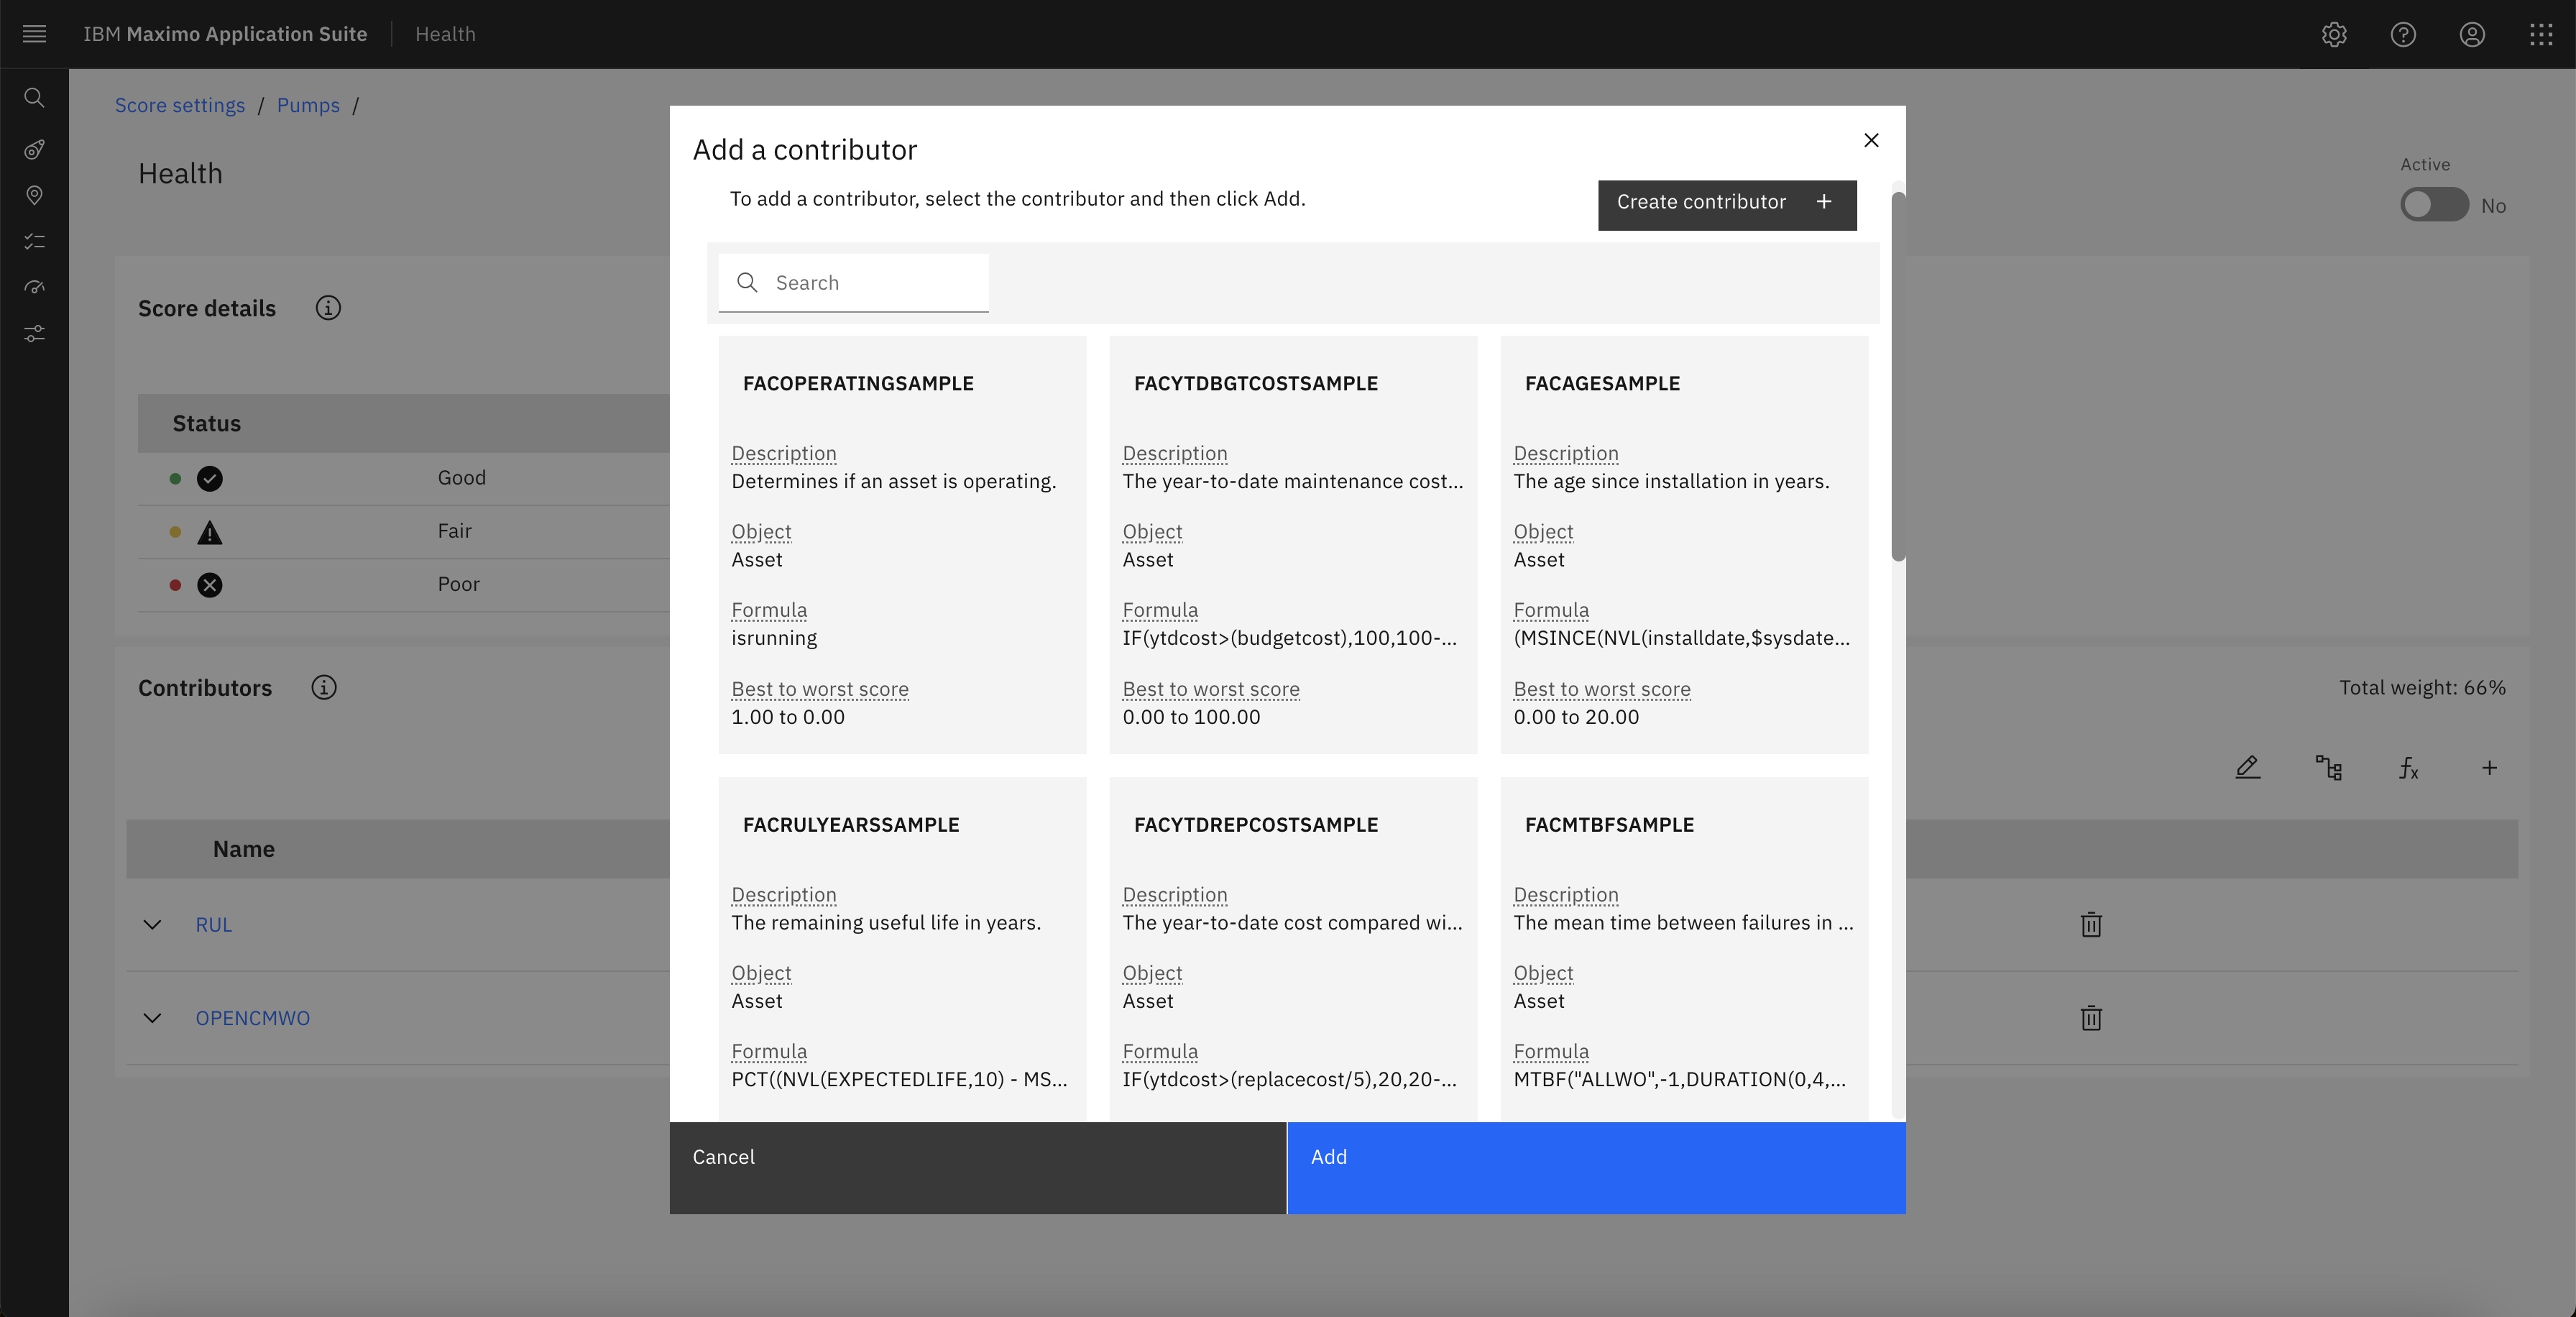 IBM Maximo Application Suite | Health
Score settings / Pumps /
Health
Active
No
Score details
Status
Good
Fair
Poor
Contributors
Total weight: 66%
Name
RUL
OPENCMWO
Add a contributor
To add a contributor, select the contributor and then click Add.
Create contributor +
Search
FACOPERATINGSAMPLE
Description
Determines if an asset is operating.
Object
Asset
Formula
isrunning
Best to worst score
1.00 to 0.00
FACYTDBGTCOSTSAMPLE
Description
The year-to-date maintenance cost...
Object
Asset
Formula
IF(ytdcost>(budgetcost),100,100-...
Best to worst score
0.00 to 100.00
FACAGESAMPLE
Description
The age since installation in years.
Object
Asset
Formula
(MSINCE(NVL(installdate,$sysdate...
Best to worst score
0.00 to 20.00
FACRULYEARSSAMPLE
Description
The remaining useful life in years.
Object
Asset
Formula
PCT((NVL(EXPECTEDLIFE,10) - MS...
FACYTDREPCOSTSAMPLE
Description
The year-to-date cost compared wi...
Object
Asset
Formula
IF(ytdcost>(replacecost/5),20,20-...
FACMTBFSAMPLE
Description
The mean time between failures in ...
Object
Asset
Formula
MTBF("ALLWO",-1,DURATION(0,4,...
Cancel
Add